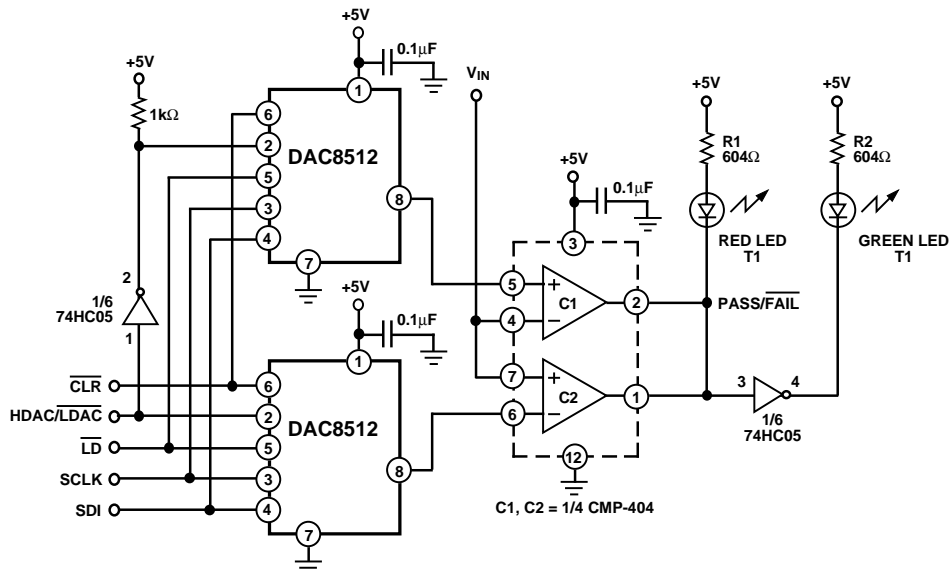 +5V
0.1µF
+5V
1kΩ
1
6
2
5
3
4
DAC8512
8
7
VIN
+5V
0.1µF
3
+5V
R1
604Ω
RED LED
T1
+5V
R2
604Ω
GREEN LED
T1
2
1/6
74HC05
1
+5V
0.1µF
1
5
+
4
–
C1
2
PASS/FAIL
7
+
6
–
C2
1
3
4
1/6
74HC05
12
C1, C2 = 1/4 CMP-404
CLR
HDAC/LDAC
LD
SCLK
SDI
6
2
5
3
4
DAC8512
8
7